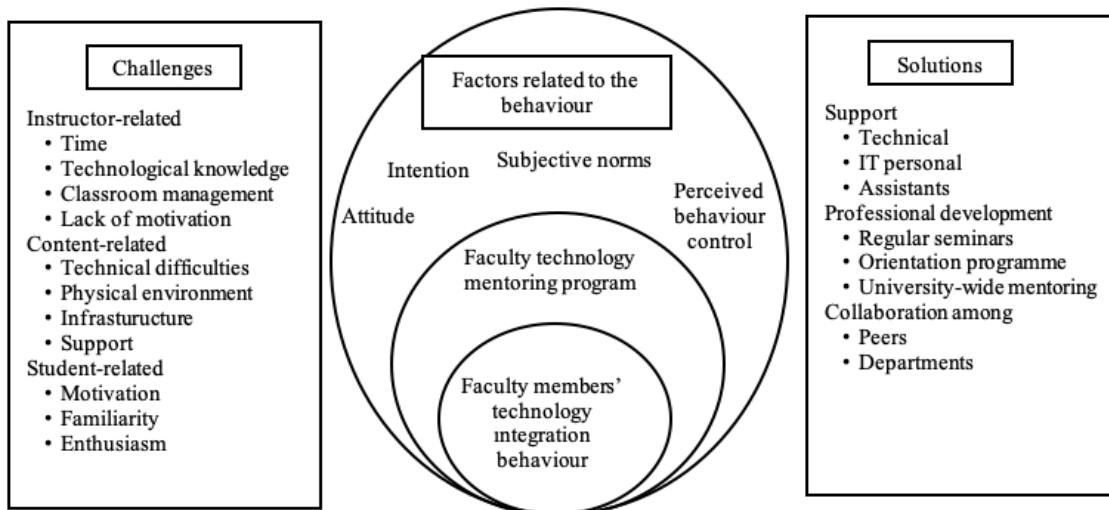 Challenges
Instructor-related
• Time
• Technological knowledge
• Classroom management
• Lack of motivation
Content-related
• Technical difficulties
• Physical environment
• Infrasturucture
• Support
Student-related
• Motivation
• Familiarity
• Enthusiasm
Factors related to the
behaviour
Subjective norms
Intention
Attitude
Perceived
behaviour
control
Faculty technology
mentoring program
Faculty members’
technology
integration
behaviour
Solutions
Support
• Technical
• IT personal
• Assistants
Professional development
• Regular seminars
• Orientation programme
• University-wide mentoring
Collaboration among
• Peers
• Departments